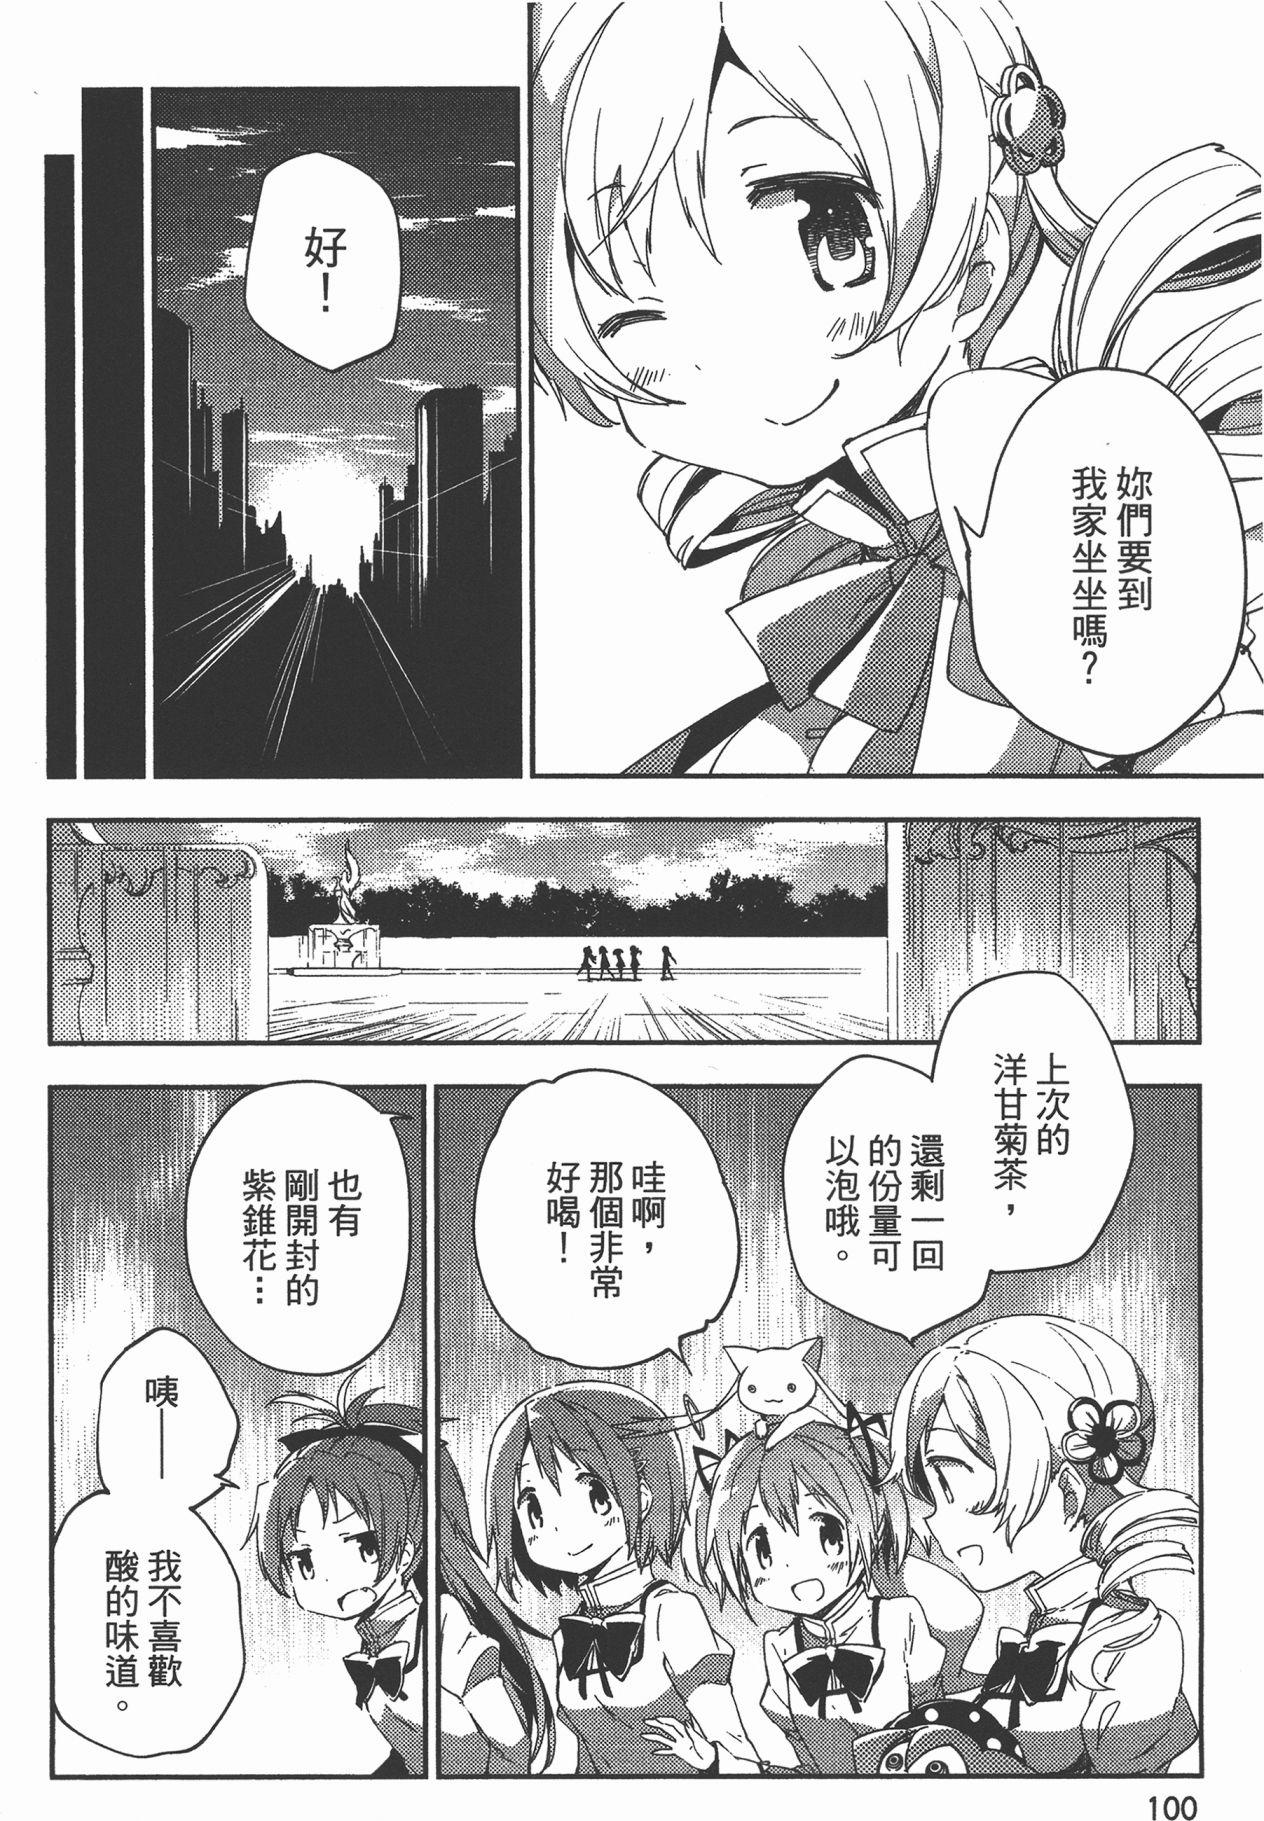 妳們要到
我家坐坐嗎?
好!
上次的
洋甘菊茶，
還剩一回
的份量可
以泡哦。
哇啊，
那個非常
好喝!
也有
剛開封的
紫錐花…
咦—
我不喜歡
酸的味道。
100